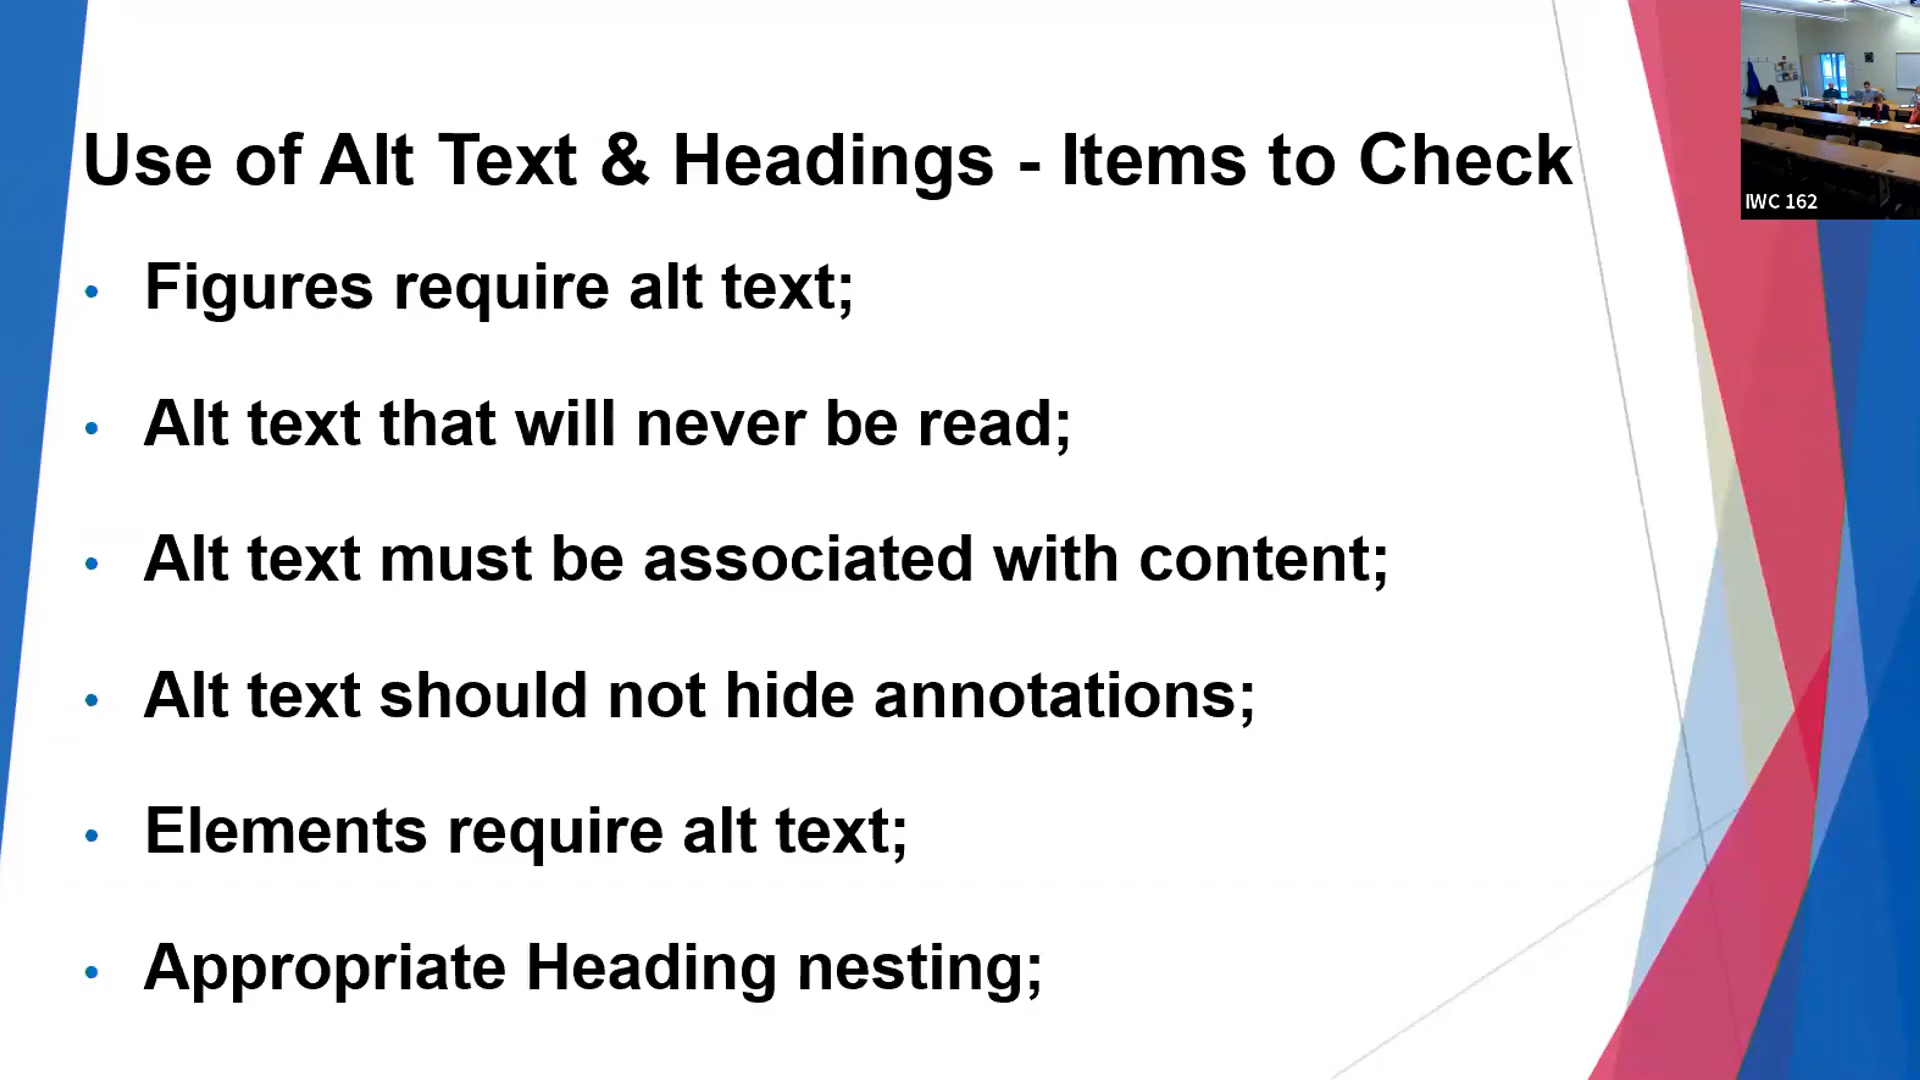 Use of Alt Text & Headings - Items to Check
• Figures require alt text;
• Alt text that will never be read;
• Alt text must be associated with content;
• Alt text should not hide annotations;
• Elements require alt text;
• Appropriate Heading nesting;
IWC 162